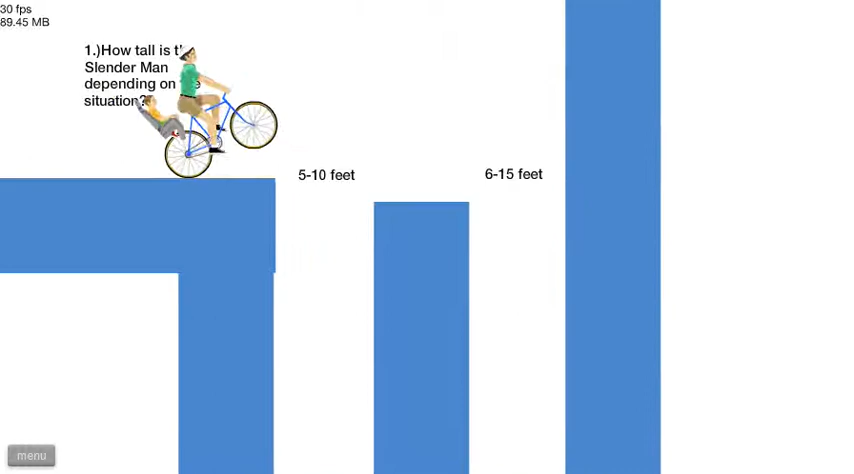 30 fps
89.45 MB
1.)How tall is
Slender Man
depending on
situation?
5-10 feet
6-15 feet
menu